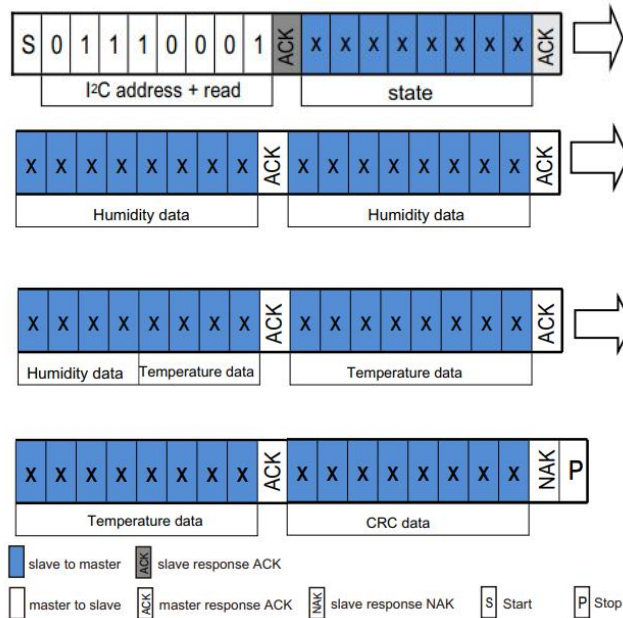 S 0 1 1 1 0 0 0 1 ACK X X X X X X X X ACK
I²C address + read state
X X X X X X X X ACK X X X X X X X X ACK
Humidity data Humidity data
X X X X X X X X ACK X X X X X X X X ACK
Humidity data Temperature data Temperature data
X X X X X X X X ACK X X X X X X X X NAK P
Temperature data CRC data
slave to master ACK slave response ACK
master to slave ACK master response ACK NAK slave response NAK S Start P Stop